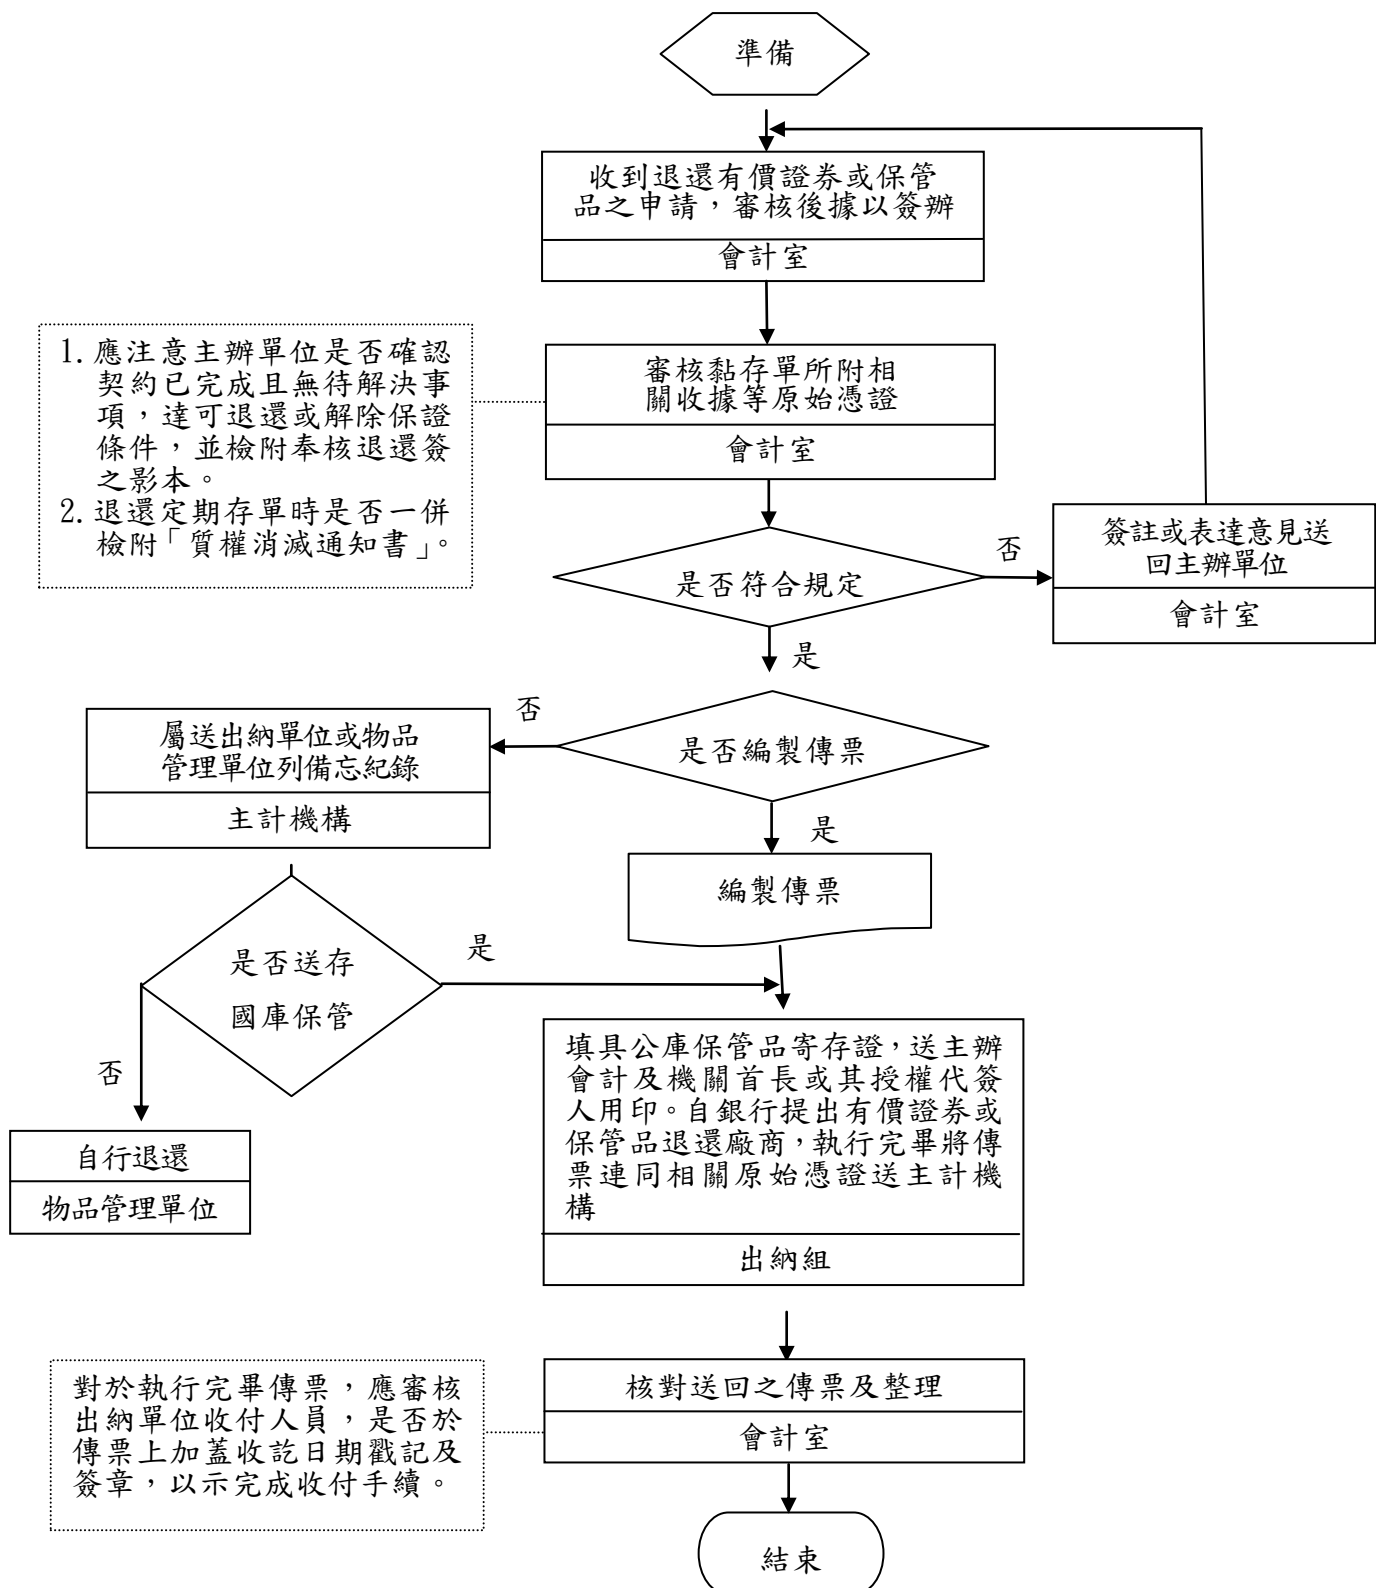 準備
收到退還有價證券或保管
品之申請，審核後據以簽辦
會計室
1. 應注意主辦單位是否確認
契約已完成且無待解決事
項，達可退還或解除保證
條件，並檢附奉核退還簽
之影本。
2. 退還定期存單時是否一併
檢附「質權消滅通知書」。
審核黏存單所附相
關收據等原始憑證
會計室
是否符合規定
否
簽註或表達意見送
回主辦單位
會計室
是
是否編製傳票
否
屬送出納單位或物品
管理單位列備忘紀錄
主計機構
是
編製傳票
是否送存
國庫保管
是
否
自行退還
物品管理單位
填具公庫保管品寄存證，送主辦
會計及機關首長或其授權代簽
人用印。自銀行提出有價證券或
保管品退還廠商，執行完畢將傳
票連同相關原始憑證送主計機
構
出納組
對於執行完畢傳票，應審核
出納單位收付人員，是否於
傳票上加蓋收訖日期戳記及
簽章，以示完成收付手續。
核對送回之傳票及整理
會計室
結束